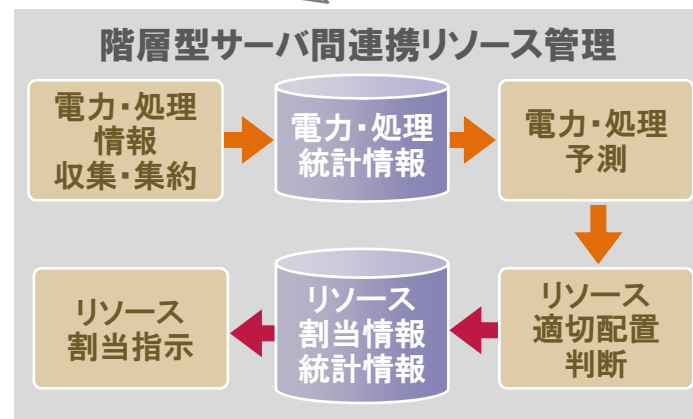 階層型サーバ間連携リソース管理
電力・処理
情報
収集・集約
電力・処理
統計情報
電力・処理
予測
リソース
適切配置
判断
リソース
割当情報
統計情報
リソース
割当指示